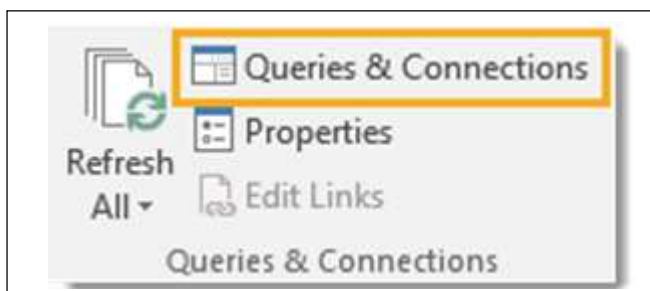 Queries & Connections
Properties
Refresh
All
Edit Links
Queries & Connections